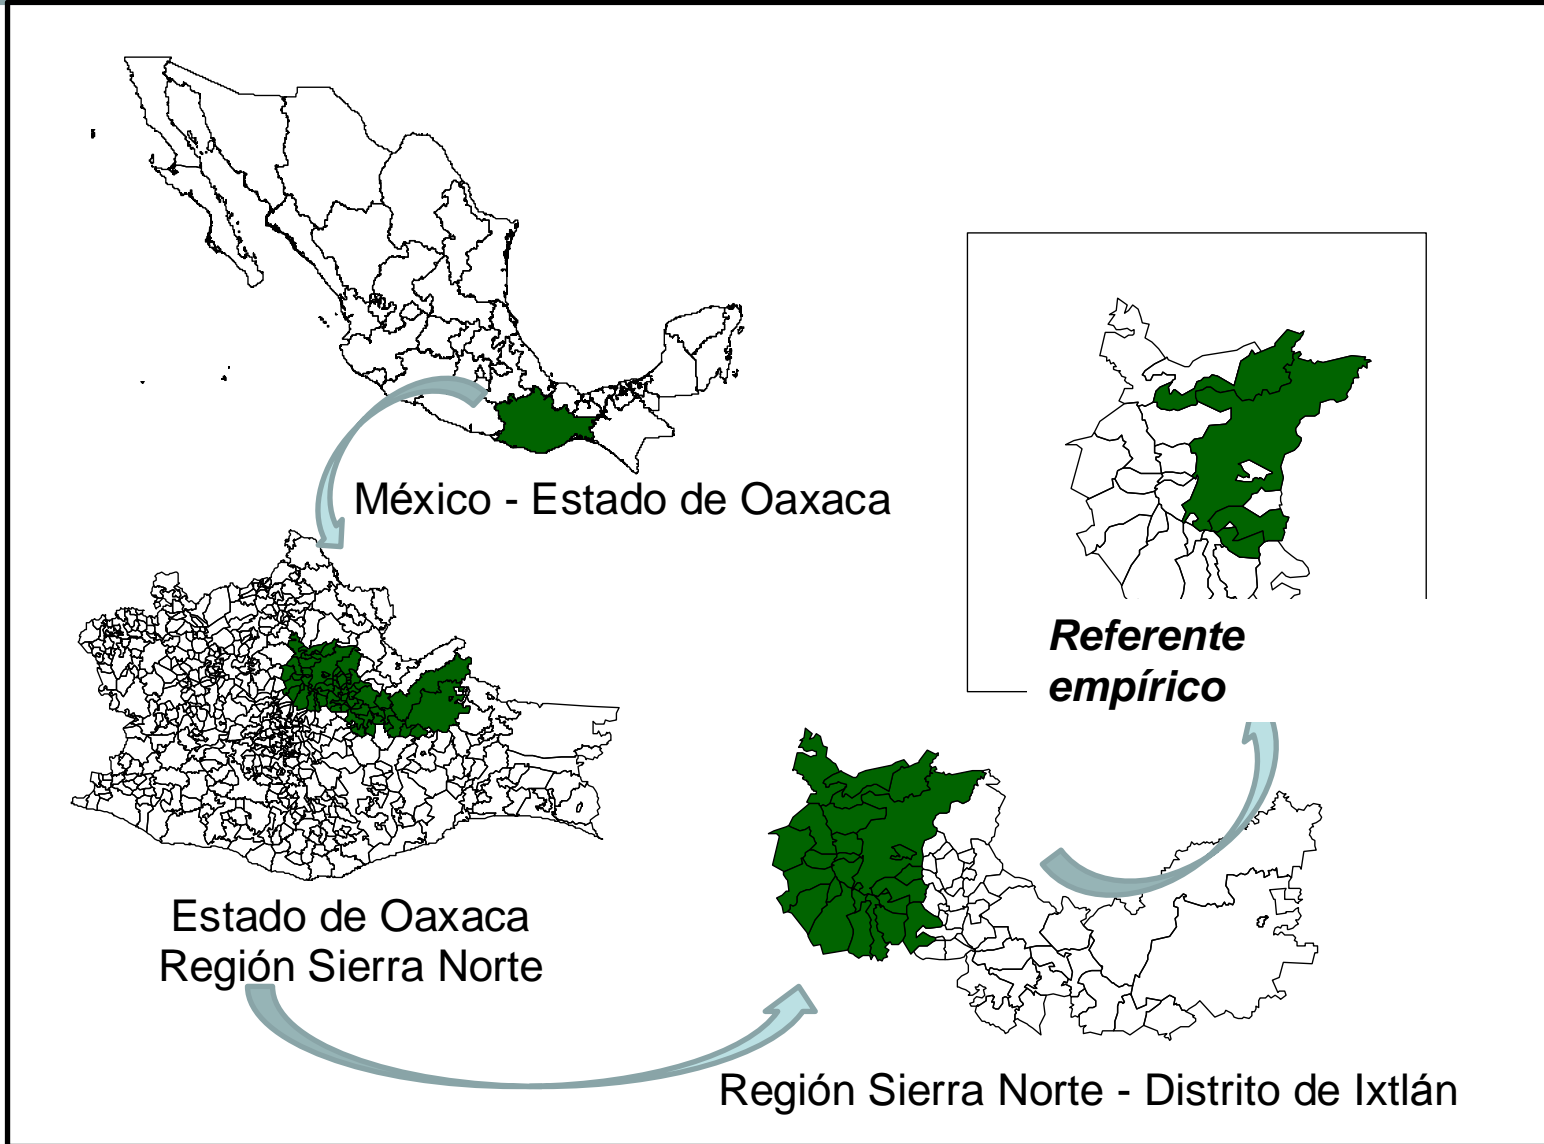 México - Estado de Oaxaca
Referente
empírico
Estado de Oaxaca
Región Sierra Norte
Región Sierra Norte - Distrito de Ixtlán